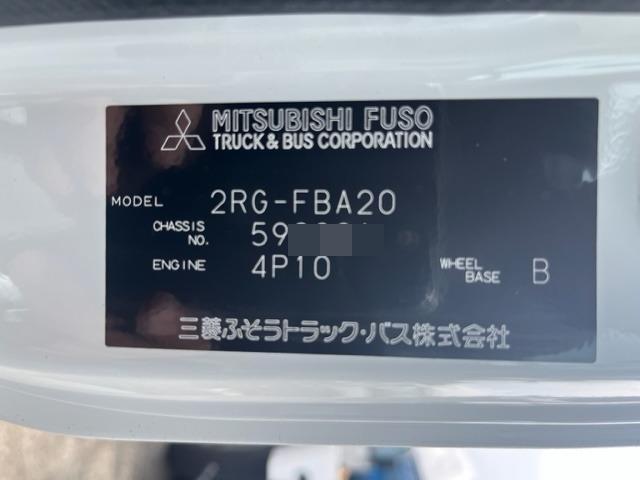 MITSUBISHI FUSO
TRUCK & BUS CORPORATION
MODEL 2RG-FBA20
CHASSIS NO. 59
ENGINE 4P10 WHEEL BASE B
三菱ふそうトラック・バス株式会社